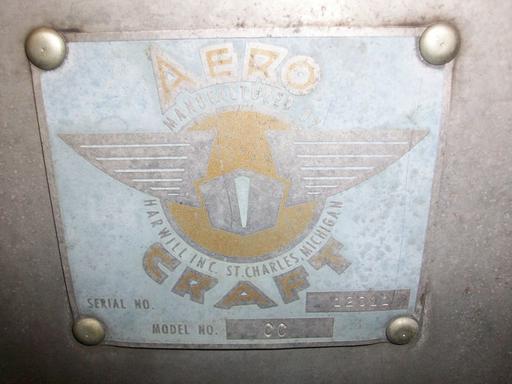 AERO
MANUFACTURED BY
HARWILL INC. ST. CHARLES, MICHIGAN
CRAFT
SERIAL NO.
MODEL NO. CC